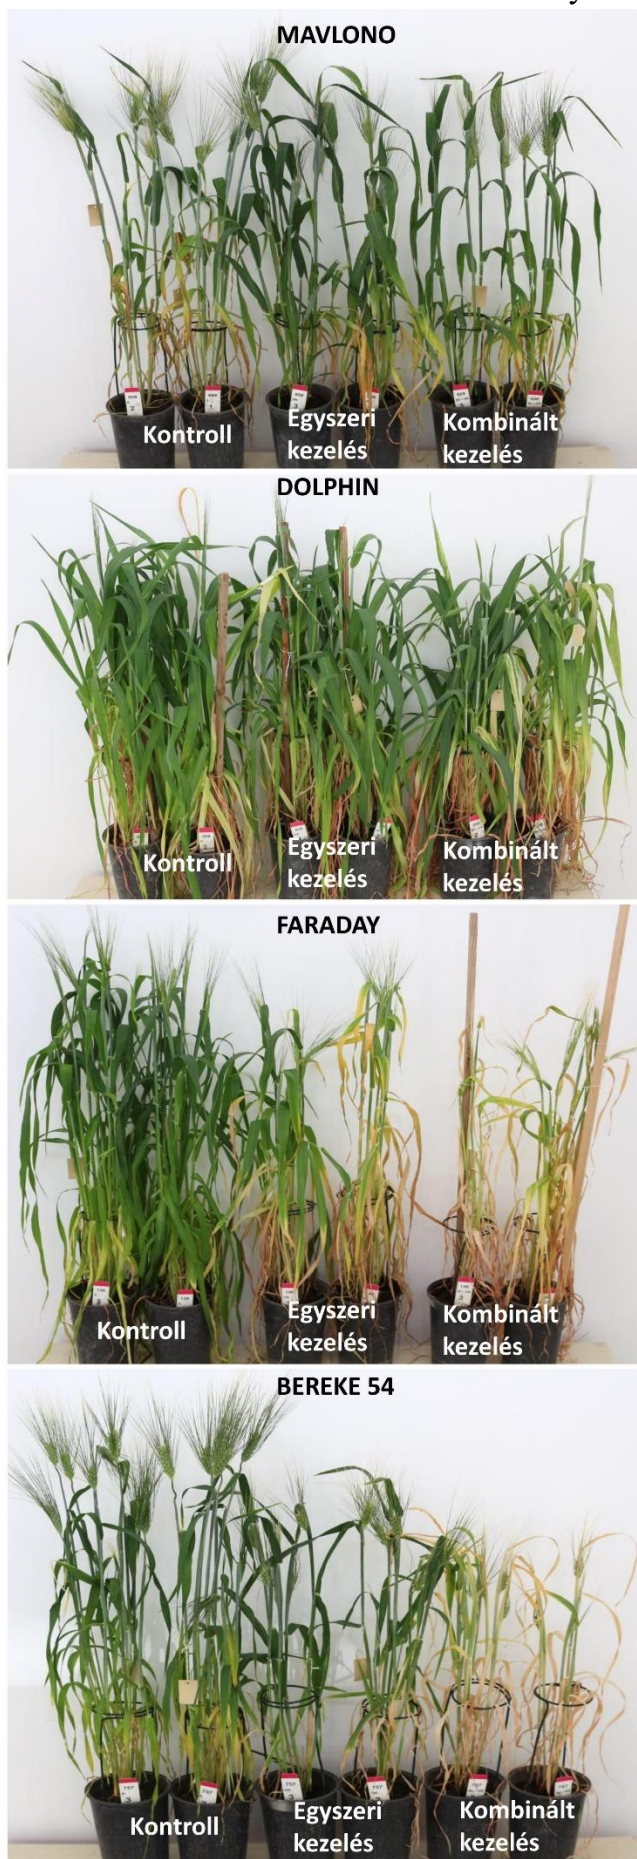 MAVLONO
Kontroll
Egyszeri
kezelés
Kombinált
kezelés
DOLPHIN
Kontroll
Egyszeri
kezelés
Kombinált
kezelés
FARADAY
Kontroll
Egyszeri
kezelés
Kombinált
kezelés
BEREKE 54
Kontroll
Egyszeri
kezelés
Kombinált
kezelés